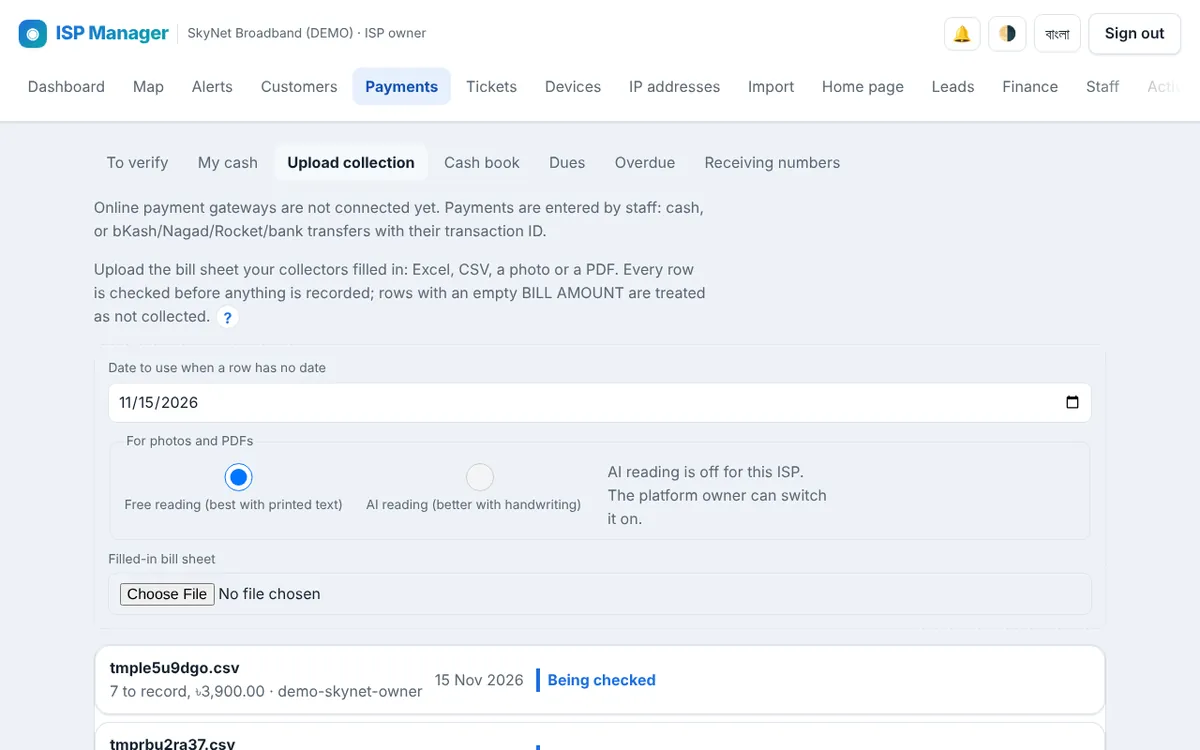 ISP Manager
SkyNet Broadband (DEMO) · ISP owner
বাংলা
Sign out
Dashboard
Map
Alerts
Customers
Payments
Tickets
Devices
IP addresses
Import
Home page
Leads
Finance
Staff
To verify
My cash
Upload collection
Cash book
Dues
Overdue
Receiving numbers
Online payment gateways are not connected yet. Payments are entered by staff: cash,
or bKash/Nagad/Rocket/bank transfers with their transaction ID.
Upload the bill sheet your collectors filled in: Excel, CSV, a photo or a PDF. Every row
is checked before anything is recorded; rows with an empty BILL AMOUNT are treated
as not collected. ?
Date to use when a row has no date
11/15/2026
For photos and PDFs
Free reading (best with printed text)
AI reading (better with handwriting)
AI reading is off for this ISP.
The platform owner can switch
it on.
Filled-in bill sheet
Choose File No file chosen
tmple5u9dgo.csv
7 to record, ৳3,900.00 · demo-skynet-owner
15 Nov 2026
Being checked
tmprbu2ra37.csv